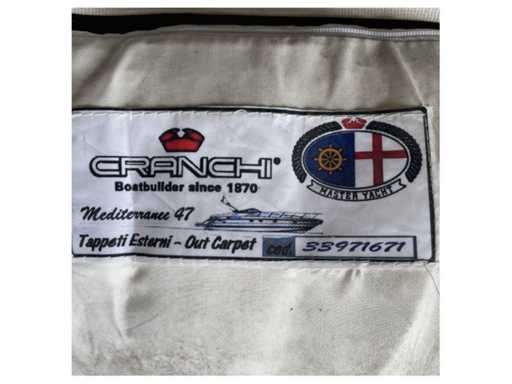 CRANCHI®
Boatbuilder since 1870
MASTER YACHT
Mediterranee 47
Tappeti Esterni - Out Carpet cod. 33971671